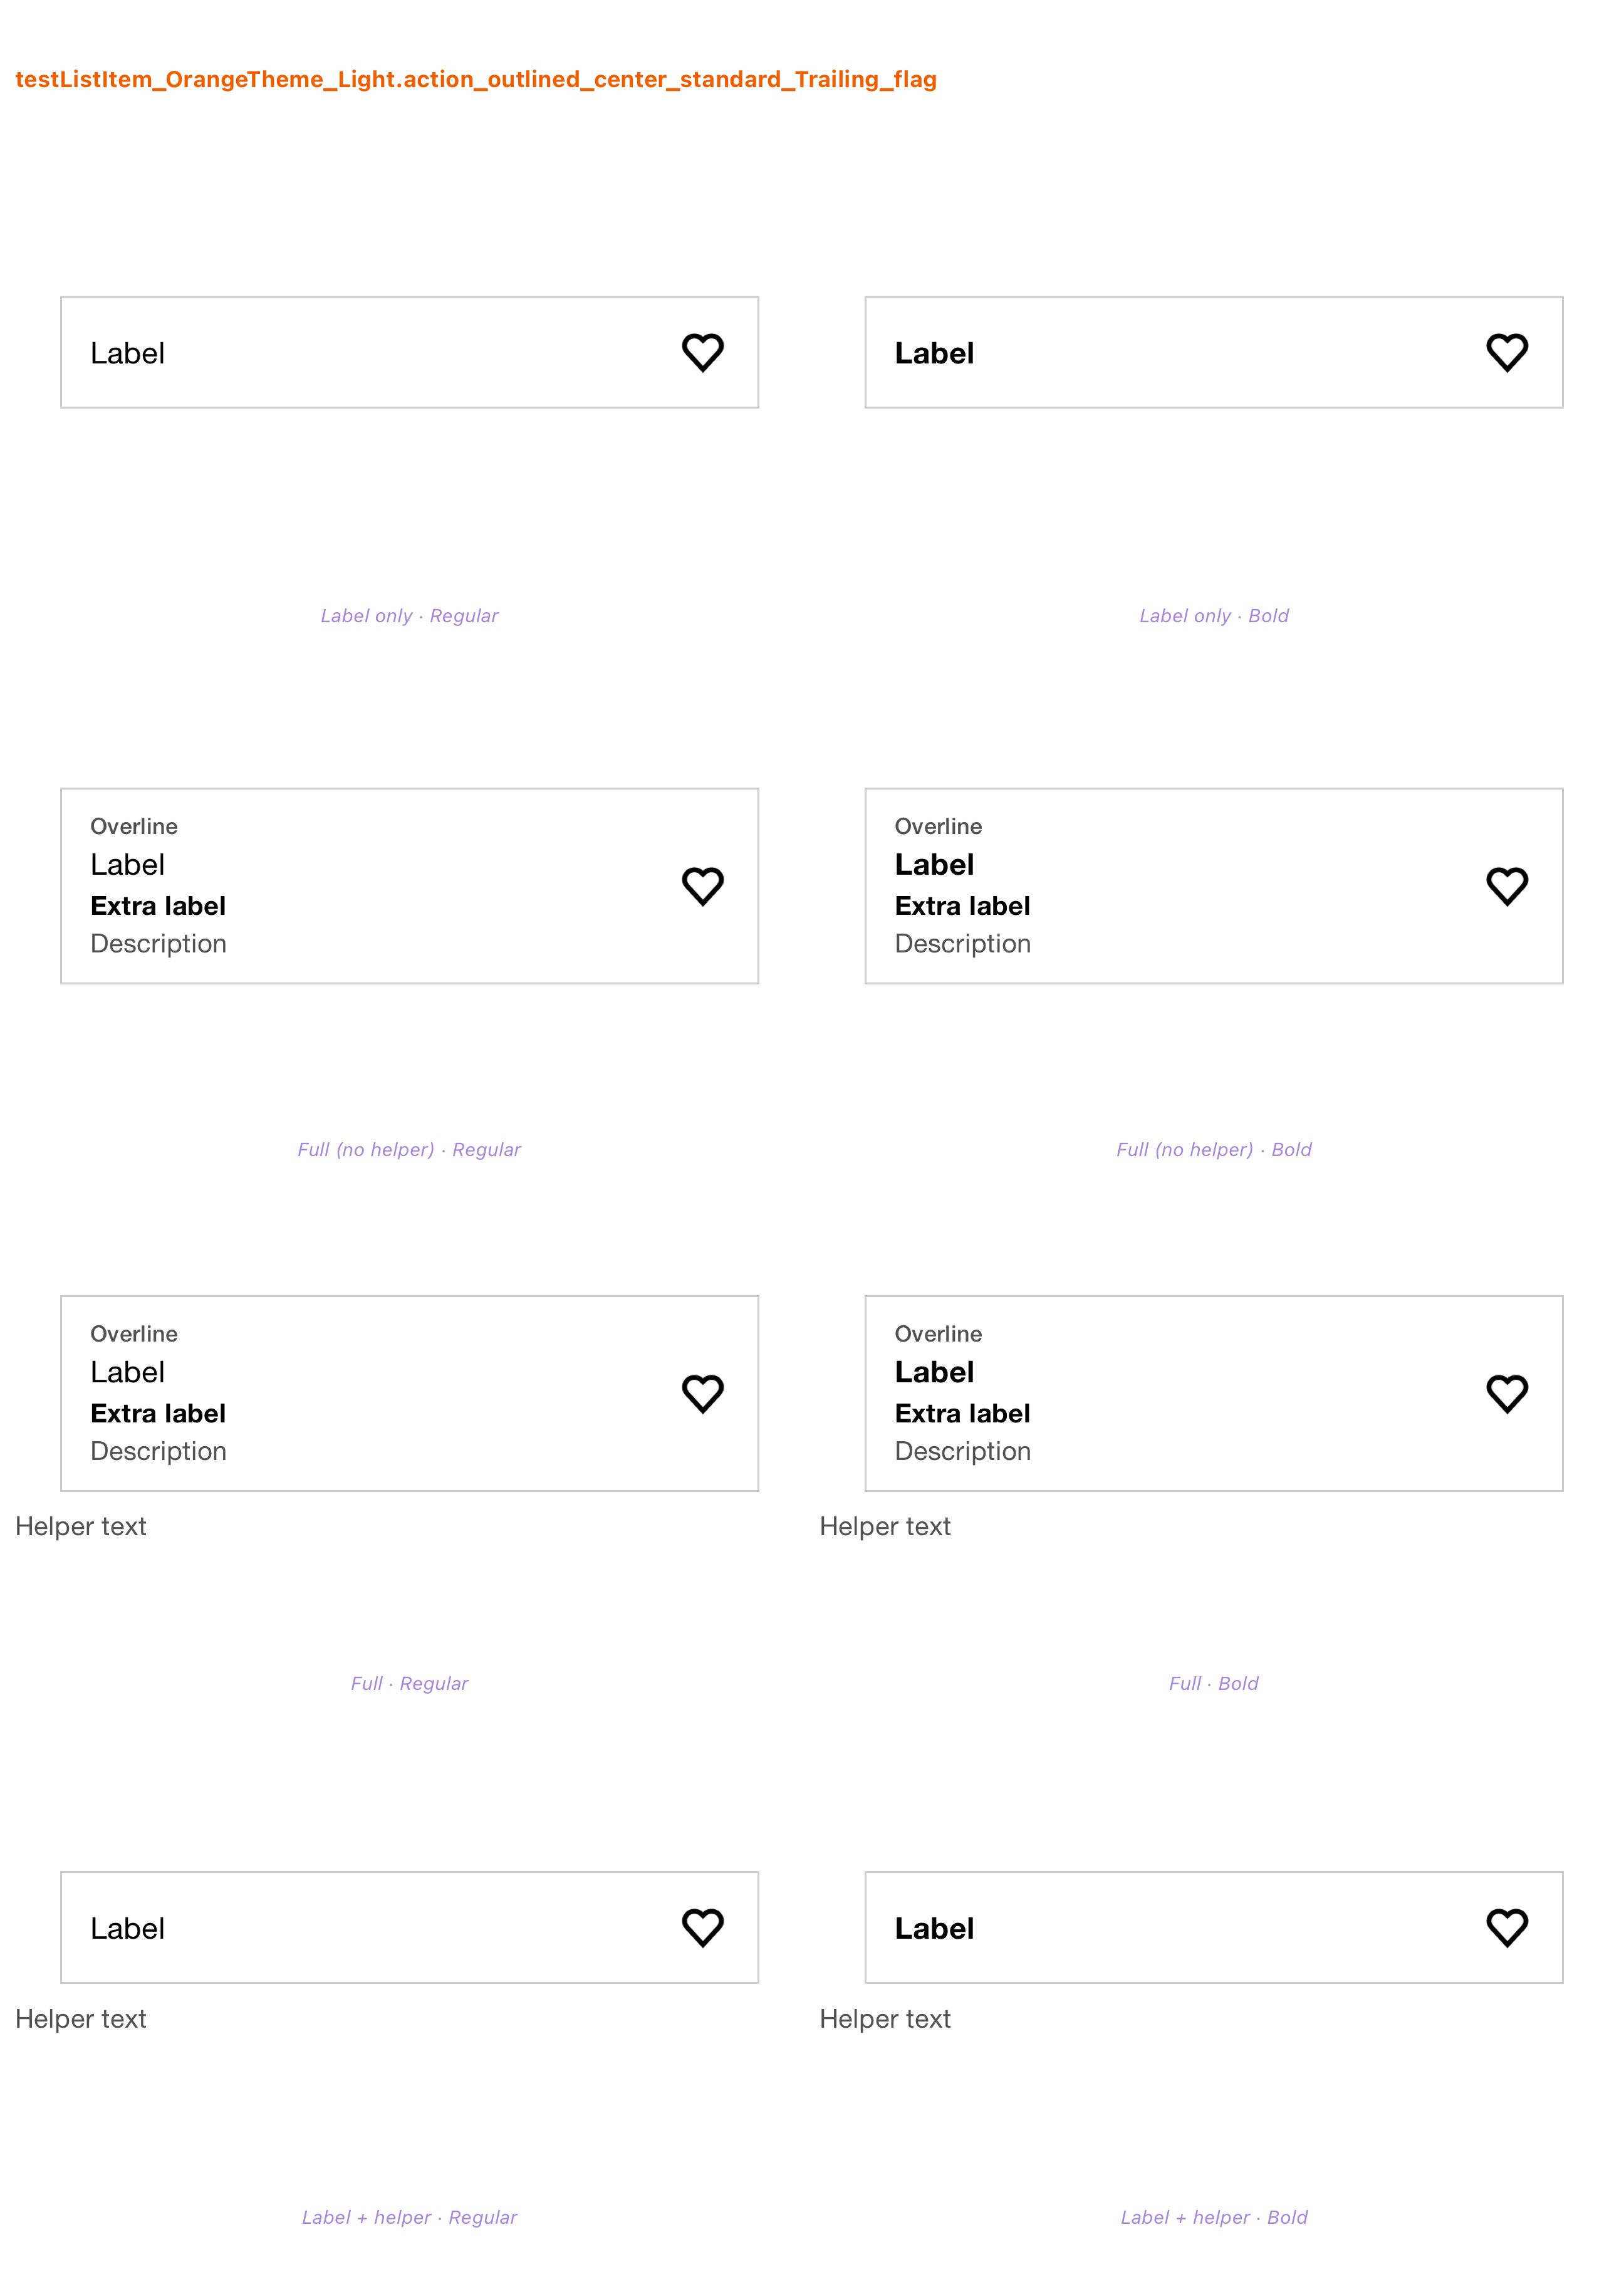 testListItem_OrangeTheme_Light.action_outlined_center_standard_Trailing_flag
Label
Label
Label only · Regular
Label only · Bold
Overline
Label
Extra label
Description
Overline
Label
Extra label
Description
Full (no helper) · Regular
Full (no helper) · Bold
Overline
Label
Extra label
Description
Helper text
Overline
Label
Extra label
Description
Helper text
Full · Regular
Full · Bold
Label
Helper text
Label
Helper text
Label + helper · Regular
Label + helper · Bold